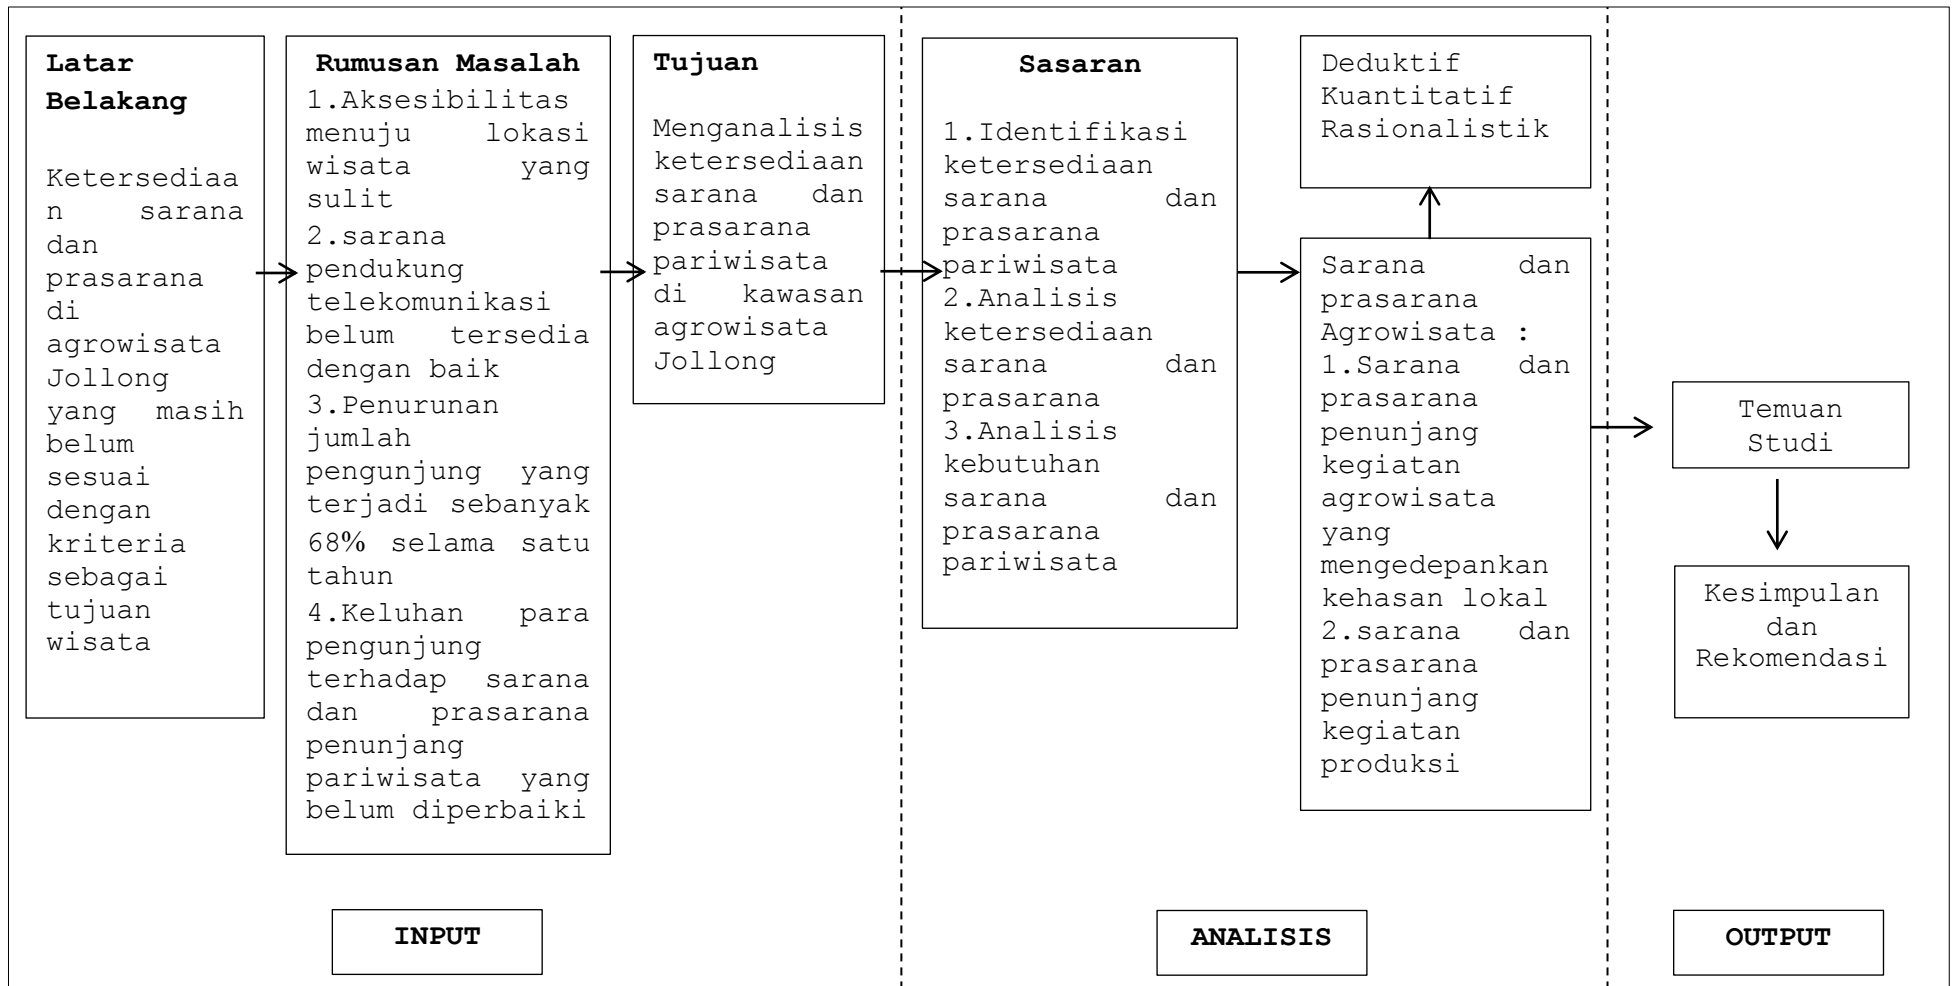 Latar
Belakang
Ketersediaa
n sarana
dan
prasarana
di
agrowisata
Jollong
yang masih
belum
sesuai
dengan
kriteria
sebagai
tujuan
wisata
Rumusan Masalah
1.Aksesibilitas
menuju lokasi
wisata yang
sulit
2.sarana
pendukung
telekomunikasi
belum tersedia
dengan baik
3.Penurunan
jumlah
pengunjung yang
terjadi sebanyak
68% selama satu
tahun
4.Keluhan para
pengunjung
terhadap sarana
dan prasarana
penunjang
pariwisata yang
belum diperbaiki
Tujuan
Menganalisis
ketersediaan
sarana dan
prasarana
pariwisata
di kawasan
agrowisata
Jollong
Sasaran
1.Identifikasi
ketersediaan
sarana dan
prasarana
pariwisata
2.Analisis
ketersediaan
sarana dan
prasarana
3.Analisis
kebutuhan
sarana dan
prasarana
pariwisata
Deduktif
Kuantitatif
Rasionalistik
Sarana dan
prasarana
Agrowisata :
1.Sarana dan
prasarana
penunjang
kegiatan
agrowisata
yang
mengedepankan
kehasan lokal
2.sarana dan
prasarana
penunjang
kegiatan
produksi
Temuan
Studi
Kesimpulan
dan
Rekomendasi
INPUT
ANALISIS
OUTPUT